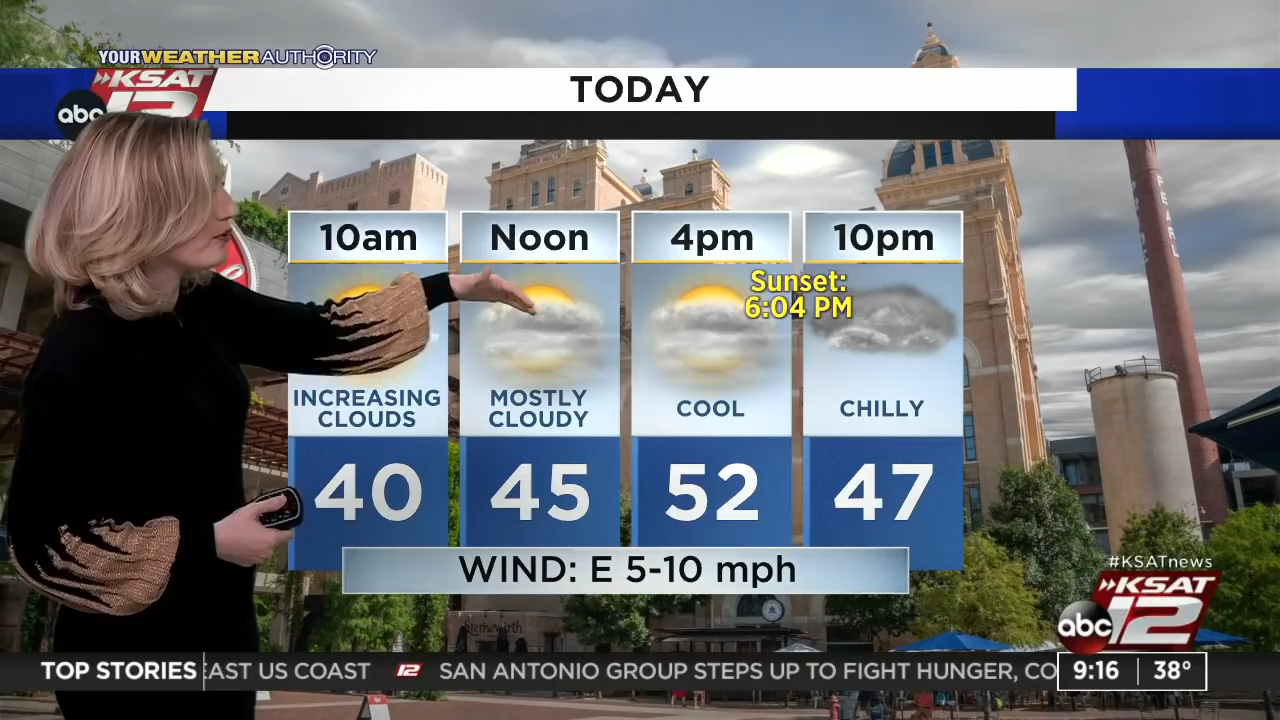 YOUR WEATHER AUTHORITY
KSAT
12
abc
TODAY
10am
Noon
4pm
10pm
Sunset:
6:04 PM
INCREASING
CLOUDS
MOSTLY
CLOUDY
COOL
CHILLY
40
45
52
47
WIND: E 5-10 mph
PEARL
#KSATnews
KSAT
abc 12
TOP STORIES
EAST US COAST 12 SAN ANTONIO GROUP STEPS UP TO FIGHT HUNGER, CO
9:16
38°